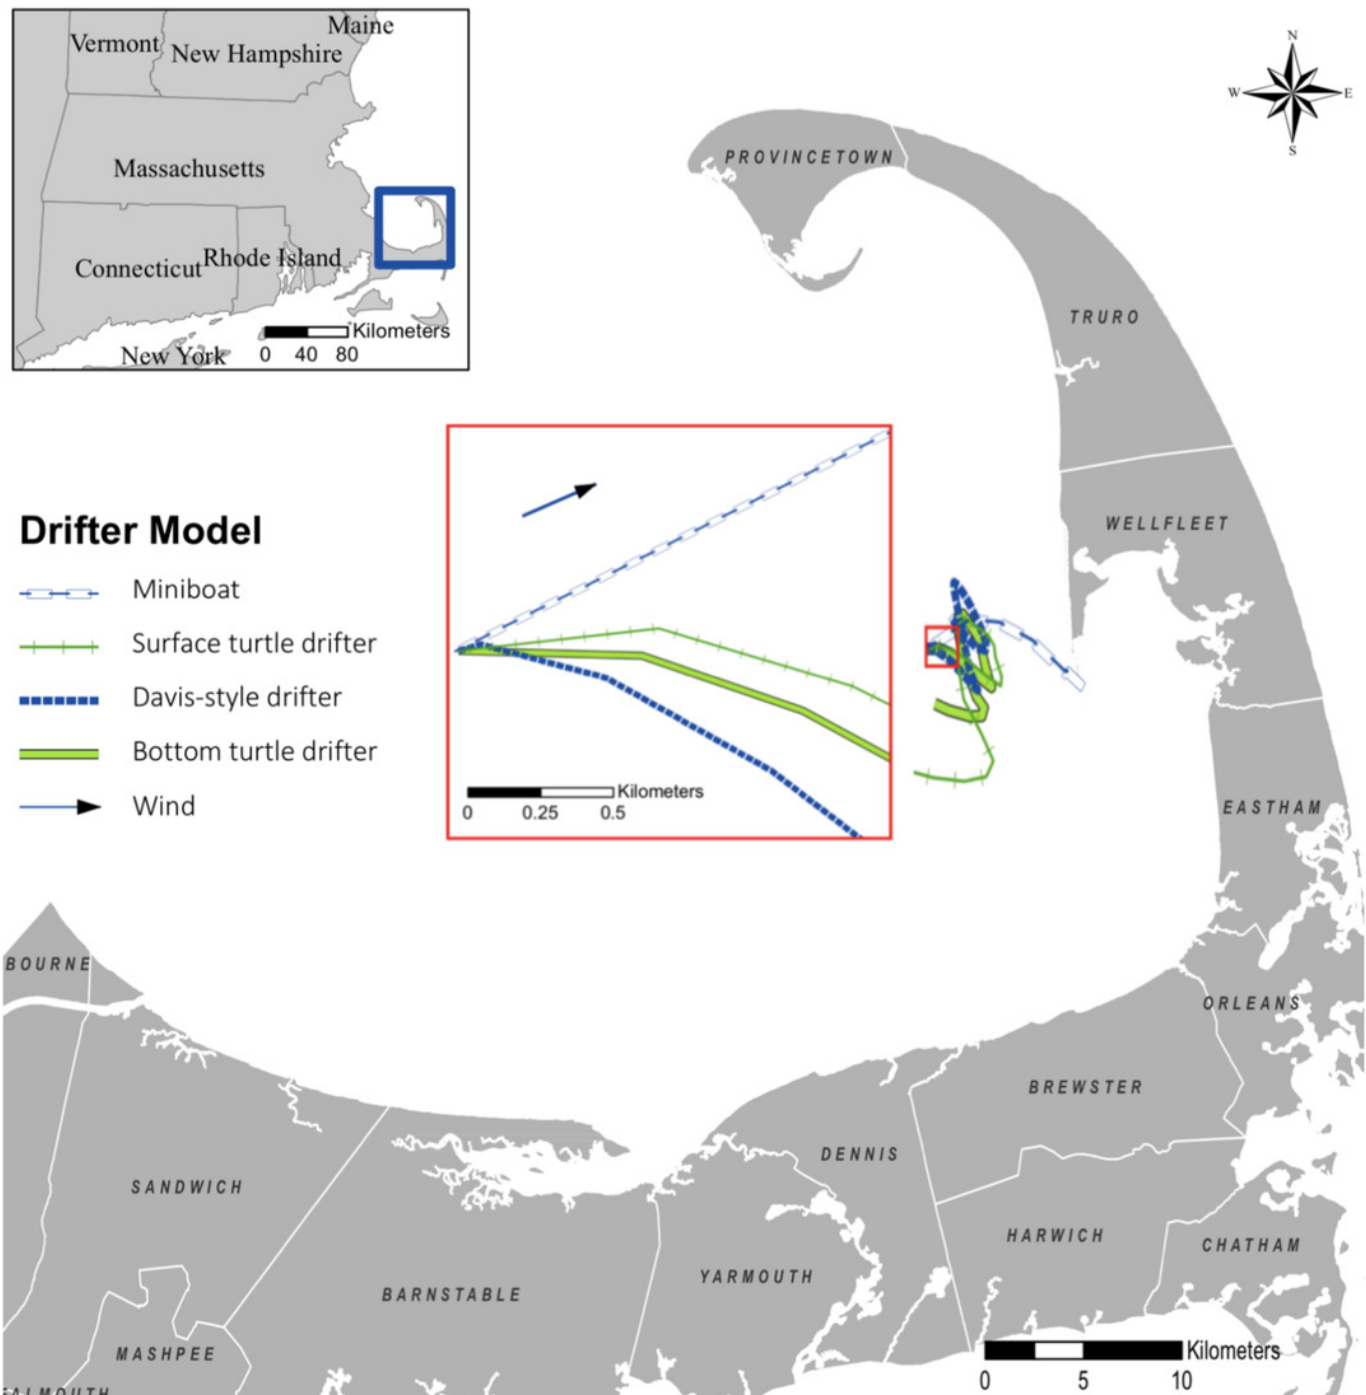 Maine
Vermont
New Hampshire
Massachusetts
Connecticut
Rhode Island
Kilometers
0 40 80
New York
N
W E
S
PROVINCETOWN
TRURO
WELLFLEET
EASTHAM
Drifter Model
Miniboat
Surface turtle drifter
Davis-style drifter
Bottom turtle drifter
Wind
Kilometers
0 0.25 0.5
BOURNE
ORLEANS
BREWSTER
DENNIS
SANDWICH
HARWICH
CHATHAM
YARMOUTH
BARNSTABLE
MASHPEE
Kilometers
0 5 10
ALMOUTH